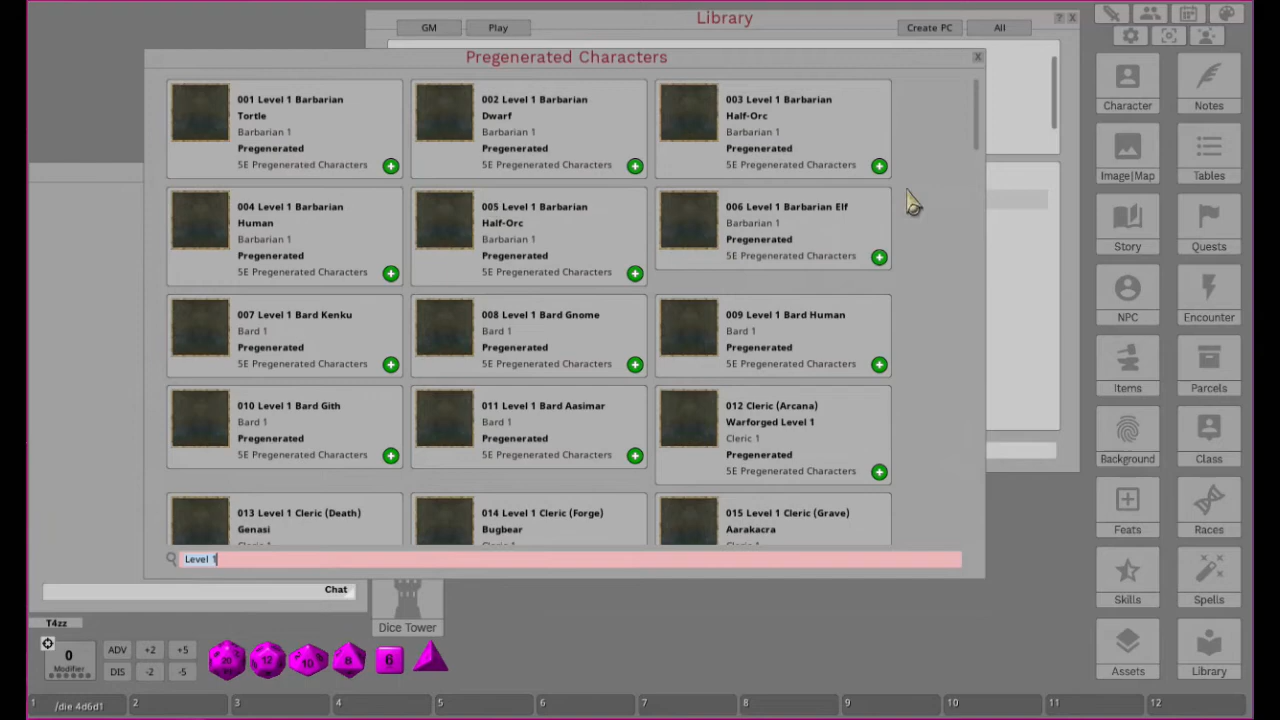 Library
? X
GM
Play
Create PC
All
Pregenerated Characters
X
001 Level 1 Barbarian
Tortle
Barbarian 1
Pregenerated
5E Pregenerated Characters
002 Level 1 Barbarian
Dwarf
Barbarian 1
Pregenerated
5E Pregenerated Characters
003 Level 1 Barbarian
Half-Orc
Barbarian 1
Pregenerated
5E Pregenerated Characters
004 Level 1 Barbarian
Human
Barbarian 1
Pregenerated
5E Pregenerated Characters
005 Level 1 Barbarian
Half-Orc
Barbarian 1
Pregenerated
5E Pregenerated Characters
006 Level 1 Barbarian Elf
Barbarian 1
Pregenerated
5E Pregenerated Characters
007 Level 1 Bard Kenku
Bard 1
Pregenerated
5E Pregenerated Characters
008 Level 1 Bard Gnome
Bard 1
Pregenerated
5E Pregenerated Characters
009 Level 1 Bard Human
Bard 1
Pregenerated
5E Pregenerated Characters
010 Level 1 Bard Gith
Bard 1
Pregenerated
5E Pregenerated Characters
011 Level 1 Bard Aasimar
Bard 1
Pregenerated
5E Pregenerated Characters
012 Cleric (Arcana)
Warforged Level 1
Cleric 1
Pregenerated
5E Pregenerated Characters
013 Level 1 Cleric (Death)
Genasi
014 Level 1 Cleric (Forge)
Bugbear
015 Level 1 Cleric (Grave)
Aarakacra
Level 1
Character
Notes
Image|Map
Tables
Story
Quests
NPC
Encounter
Items
Parcels
Background
Class
Feats
Races
Skills
Spells
Assets
Library
Chat
Dice Tower
T4zz
0
Modifier
ADV
+2
+5
DIS
-2
-5
20
12
10
8
6
1 /die 4d6d1
2
3
4
5
6
7
8
9
10
11
12